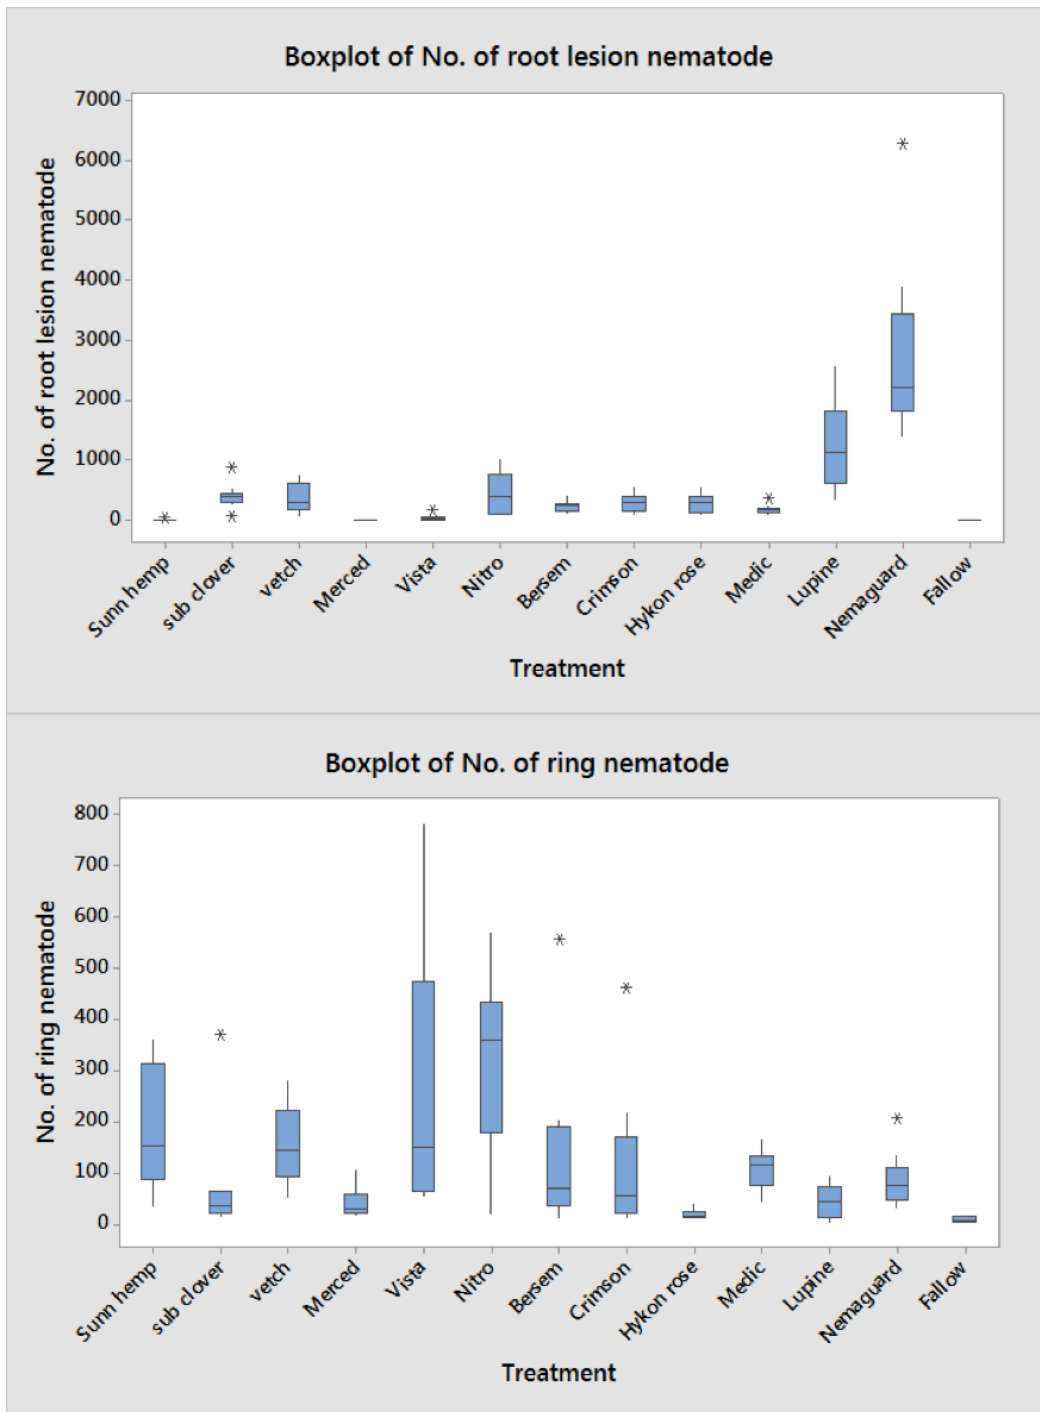 Boxplot of No. of root lesion nematode
No. of root lesion nematode
7000
6000
5000
4000
3000
2000
1000
0
Sunn hemp
sub clover
vetch
Merced
Vista
Nitro
Bersem
Crimson
Hykon rose
Medic
Lupine
Nemaguard
Fallow
Treatment
Boxplot of No. of ring nematode
No. of ring nematode
800
700
600
500
400
300
200
100
0
Sunn hemp
sub clover
vetch
Merced
Vista
Nitro
Bersem
Crimson
Hykon rose
Medic
Lupine
Nemaguard
Fallow
Treatment